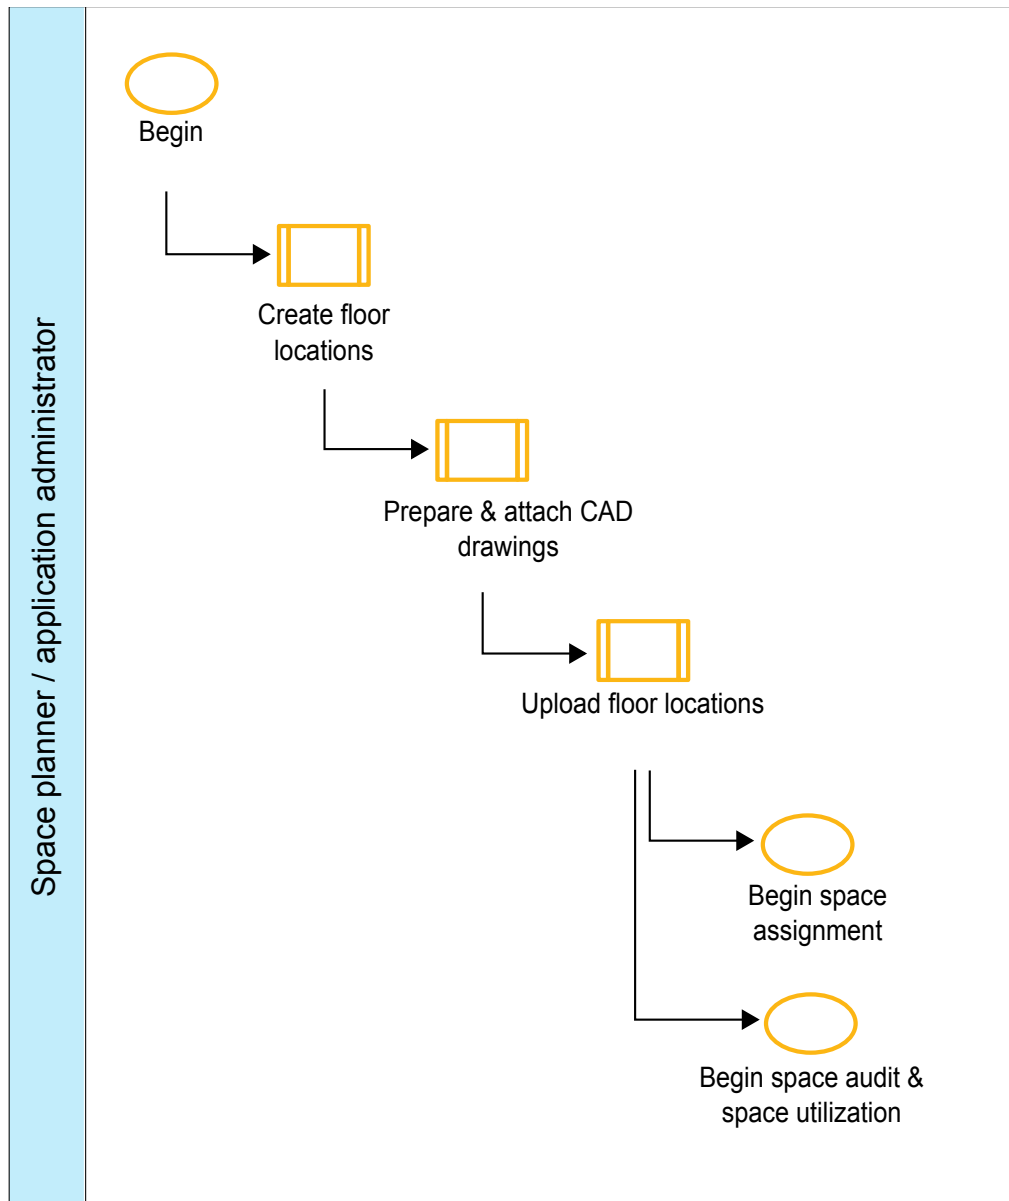 Space planner / application administrator
Begin
Create floor
locations
Prepare & attach CAD
drawings
Upload floor locations
Begin space
assignment
Begin space audit &
space utilization